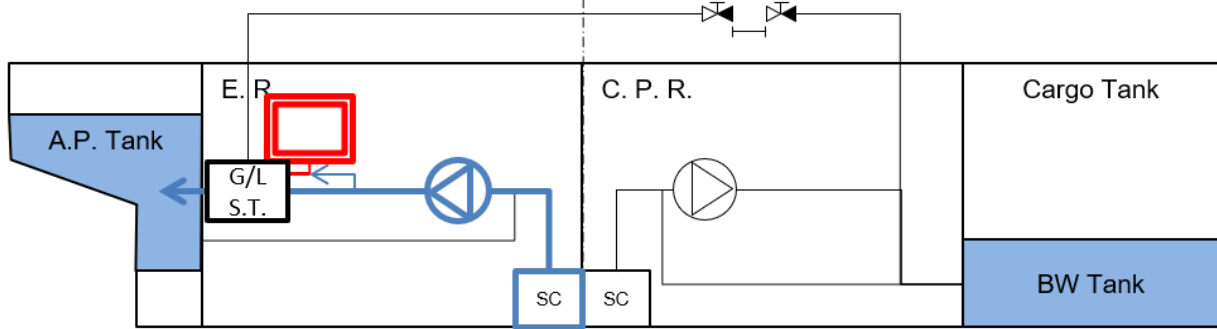 E. R
C. P. R.
Cargo Tank
A.P. Tank
G/L
S.T.
SC
SC
BW Tank